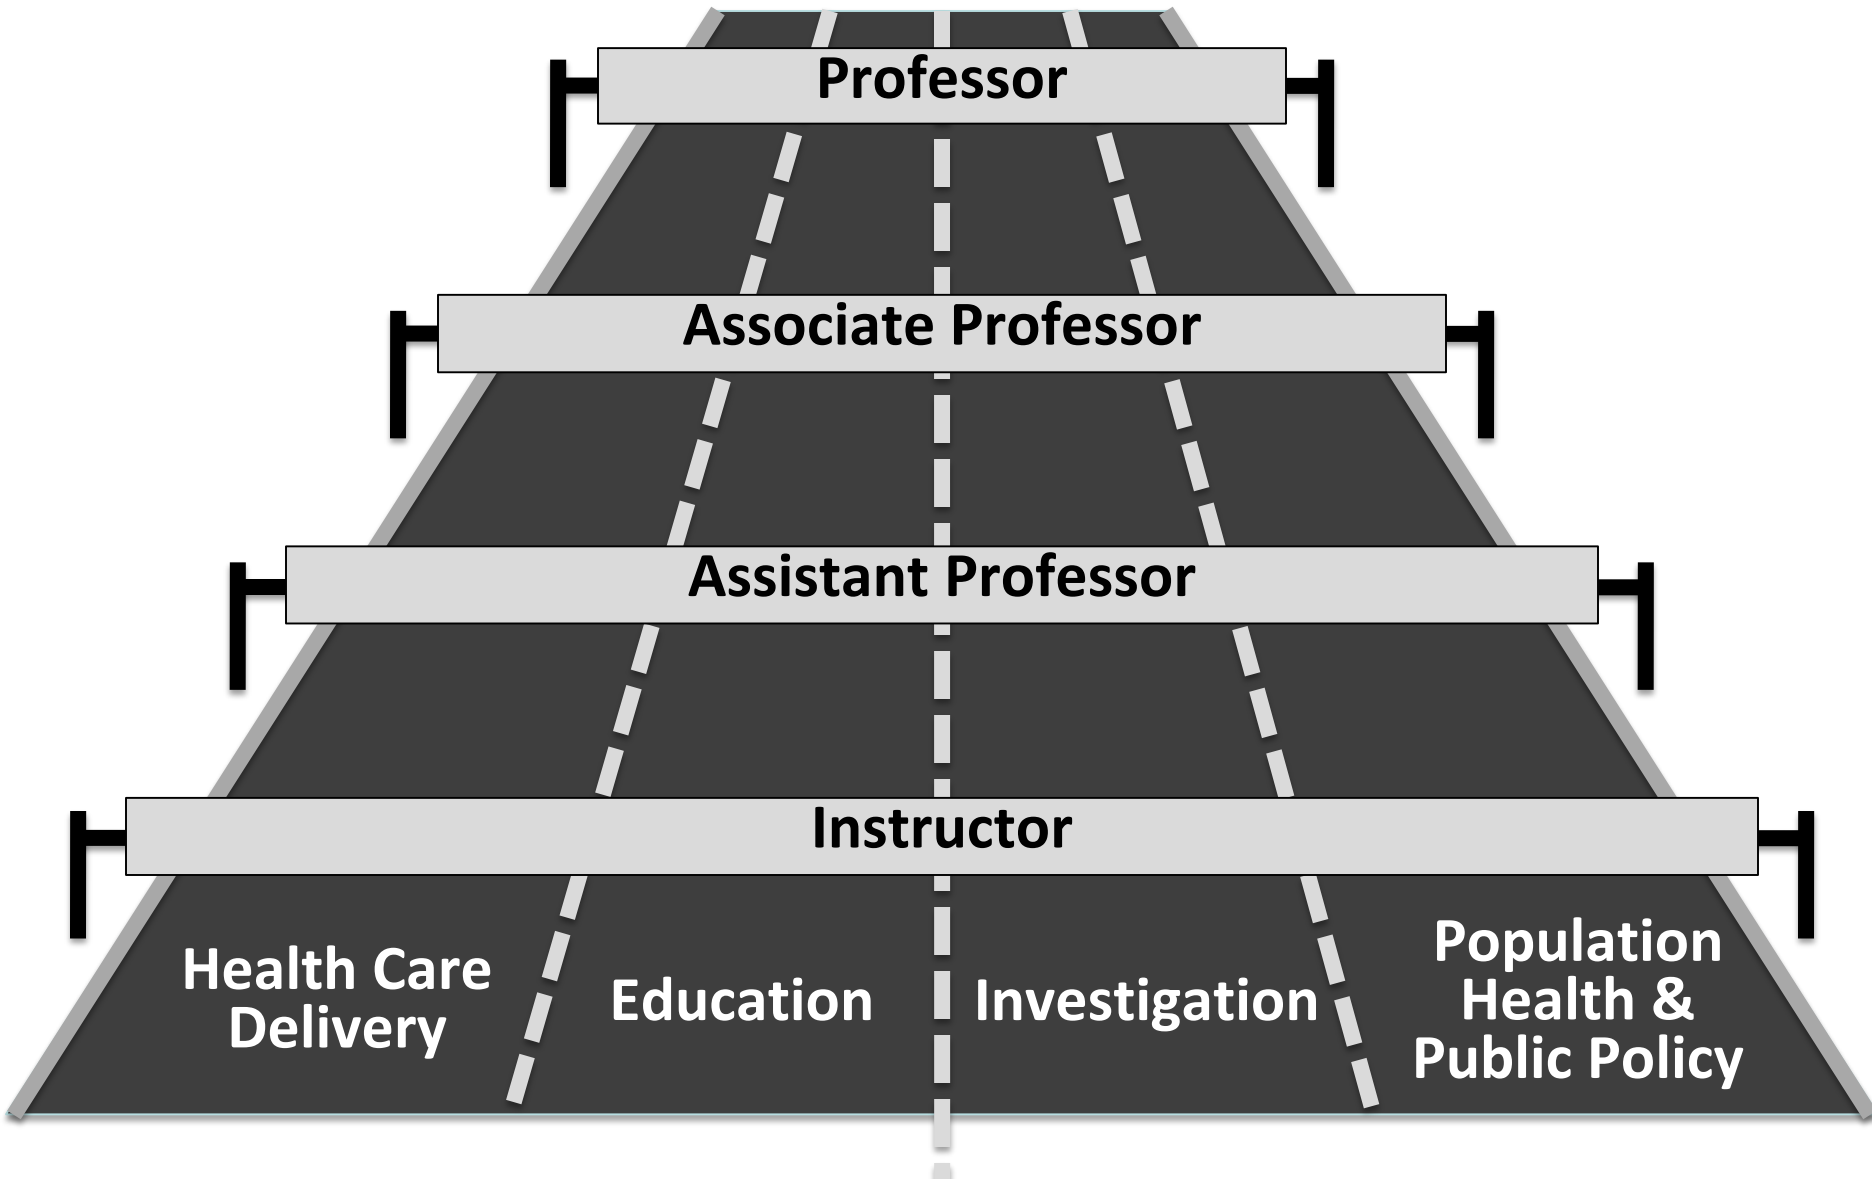 Professor
Associate Professor
Assistant Professor
Instructor
Health Care
Delivery
Education
Investigation
Population
Health &
Public Policy